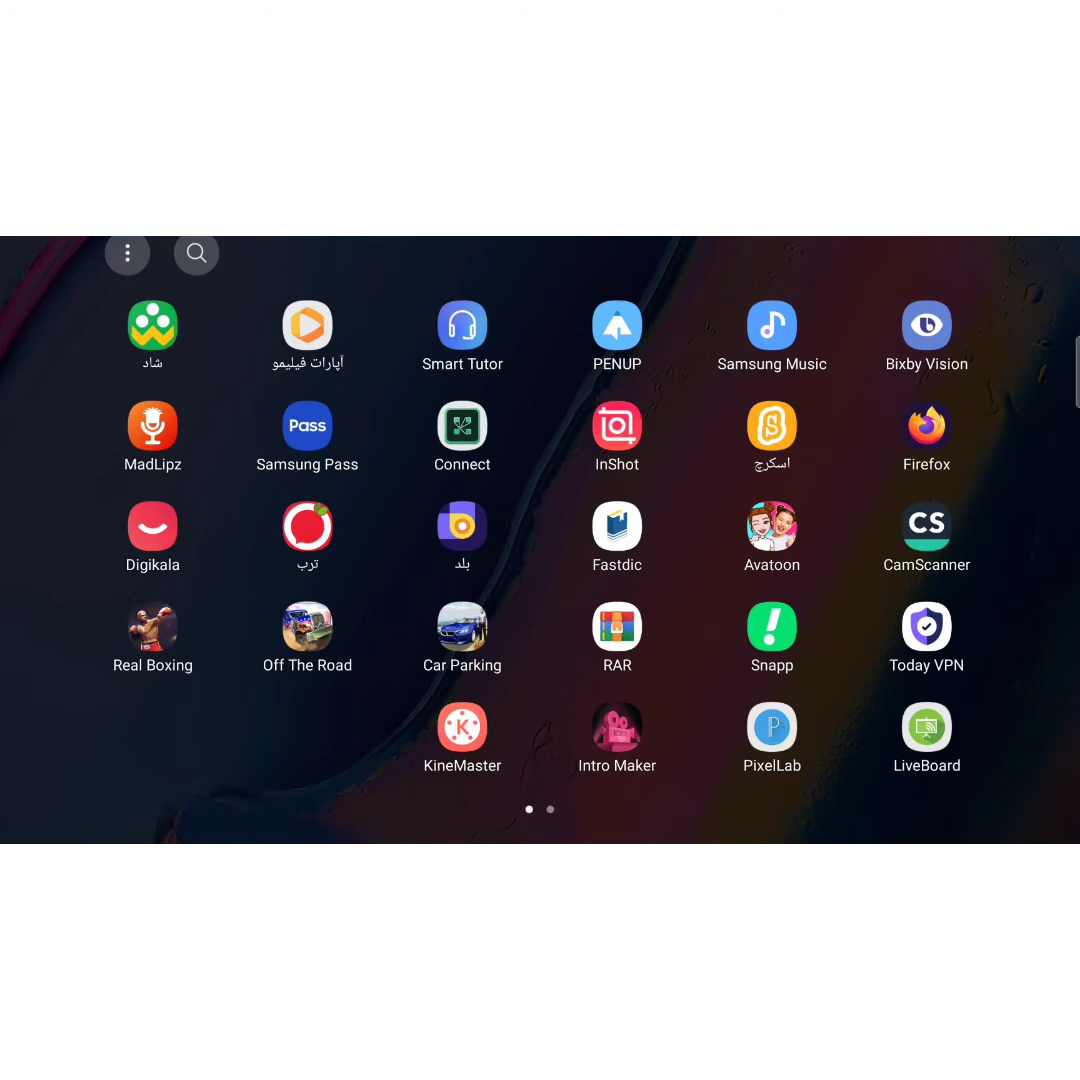 شاد
آپارات فیلیمو
Smart Tutor
PENUP
Samsung Music
Bixby Vision
Pass
MadLipz
Samsung Pass
Connect
InShot
اسکرچ
Firefox
CS
Digikala
ترب
بلد
Fastdic
Avatoon
CamScanner
Real Boxing
Off The Road
Car Parking
RAR
Snapp
Today VPN
K
P
KineMaster
Intro Maker
PixelLab
LiveBoard